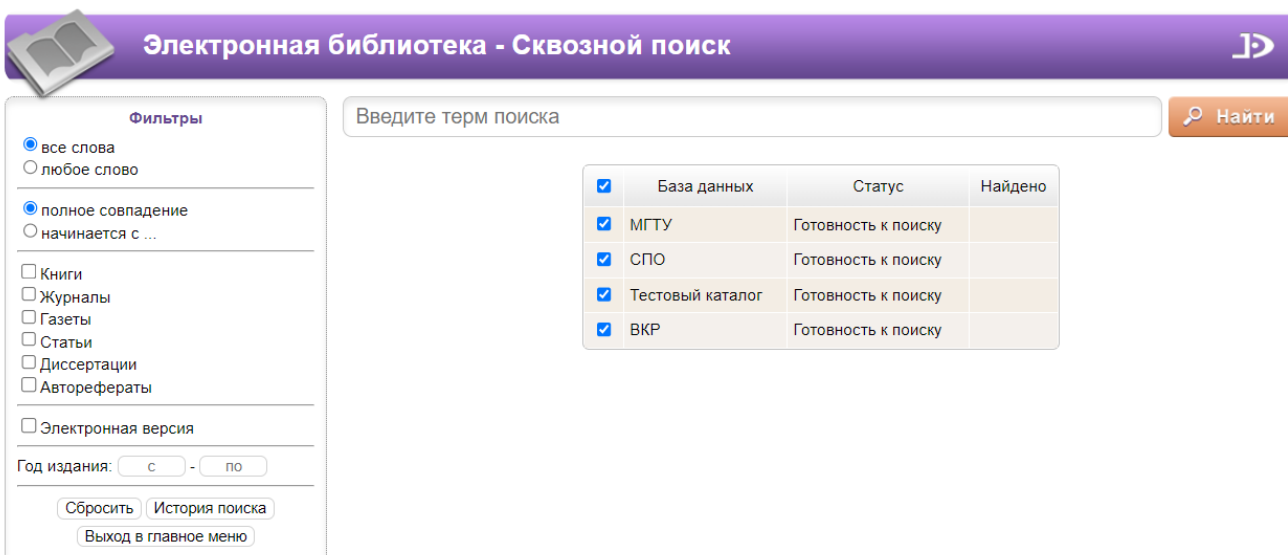 Электронная библиотека - Сквозной поиск
Фильтры
все слова
любое слово
полное совпадение
начинается с ...
Книги
Журналы
Газеты
Статьи
Диссертации
Авторефераты
Электронная версия
Год издания: с - по
Сбросить История поиска
Выход в главное меню
Введите терм поиска Найти
База данных Статус Найдено
МГТУ Готовность к поиску
СПО Готовность к поиску
Тестовый каталог Готовность к поиску
ВКР Готовность к поиску